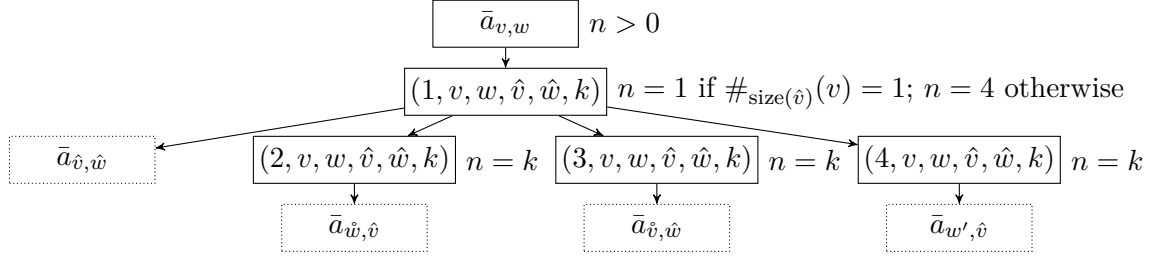 ā_{v,w} n > 0
(1, v, w, v̂, ŵ, k) n = 1 if #_{size(v̂)}(v) = 1; n = 4 otherwise
ā_{v̂,ŵ} (2, v, w, v̂, ŵ, k) n = k (3, v, w, v̂, ŵ, k) n = k (4, v, w, v̂, ŵ, k) n = k
ā_{ẘ,v̂} ā_{v̊,ŵ} ā_{w′,v̂}